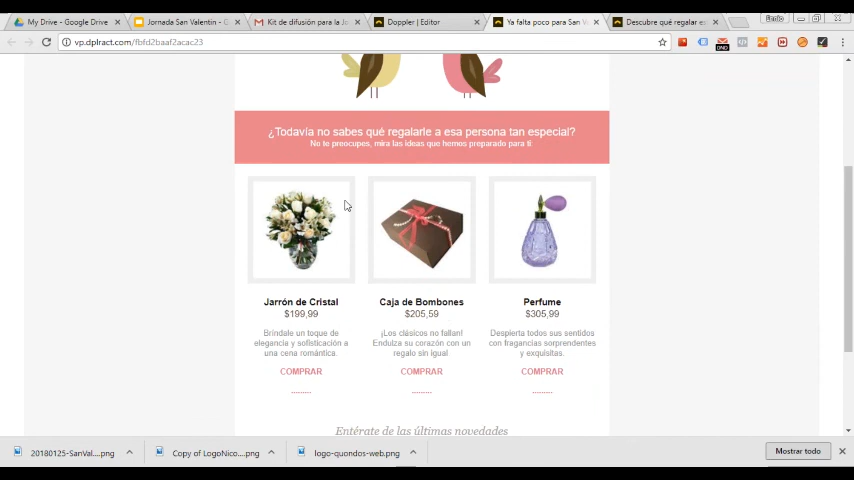 My Drive - Google Drive
Jornada San Valentin - G
Kit de difusión para la Jo
Doppler | Editor
Ya falta poco para San V
Descubre qué regalar es
vp.dplract.com/fbfd2baaf2acac23
DND
¿Todavía no sabes qué regalarle a esa persona tan especial?
No te preocupes, mira las ideas que hemos preparado para ti
Jarrón de Cristal
$199,99
Bríndale un toque de
elegancia y sofisticación a
una cena romántica.
COMPRAR
.........
Caja de Bombones
$205,59
¡Los clásicos no fallan!
Endulza su corazón con un
regalo sin igual
COMPRAR
.........
Perfume
$305,99
Despierta todos sus sentidos
con fragancias sorprendentes
y exquisitas.
COMPRAR
.........
Entérate de las últimas novedades
20180125-SanVal....png
Copy of LogoNico....png
logo-quondos-web.png
Mostrar todo